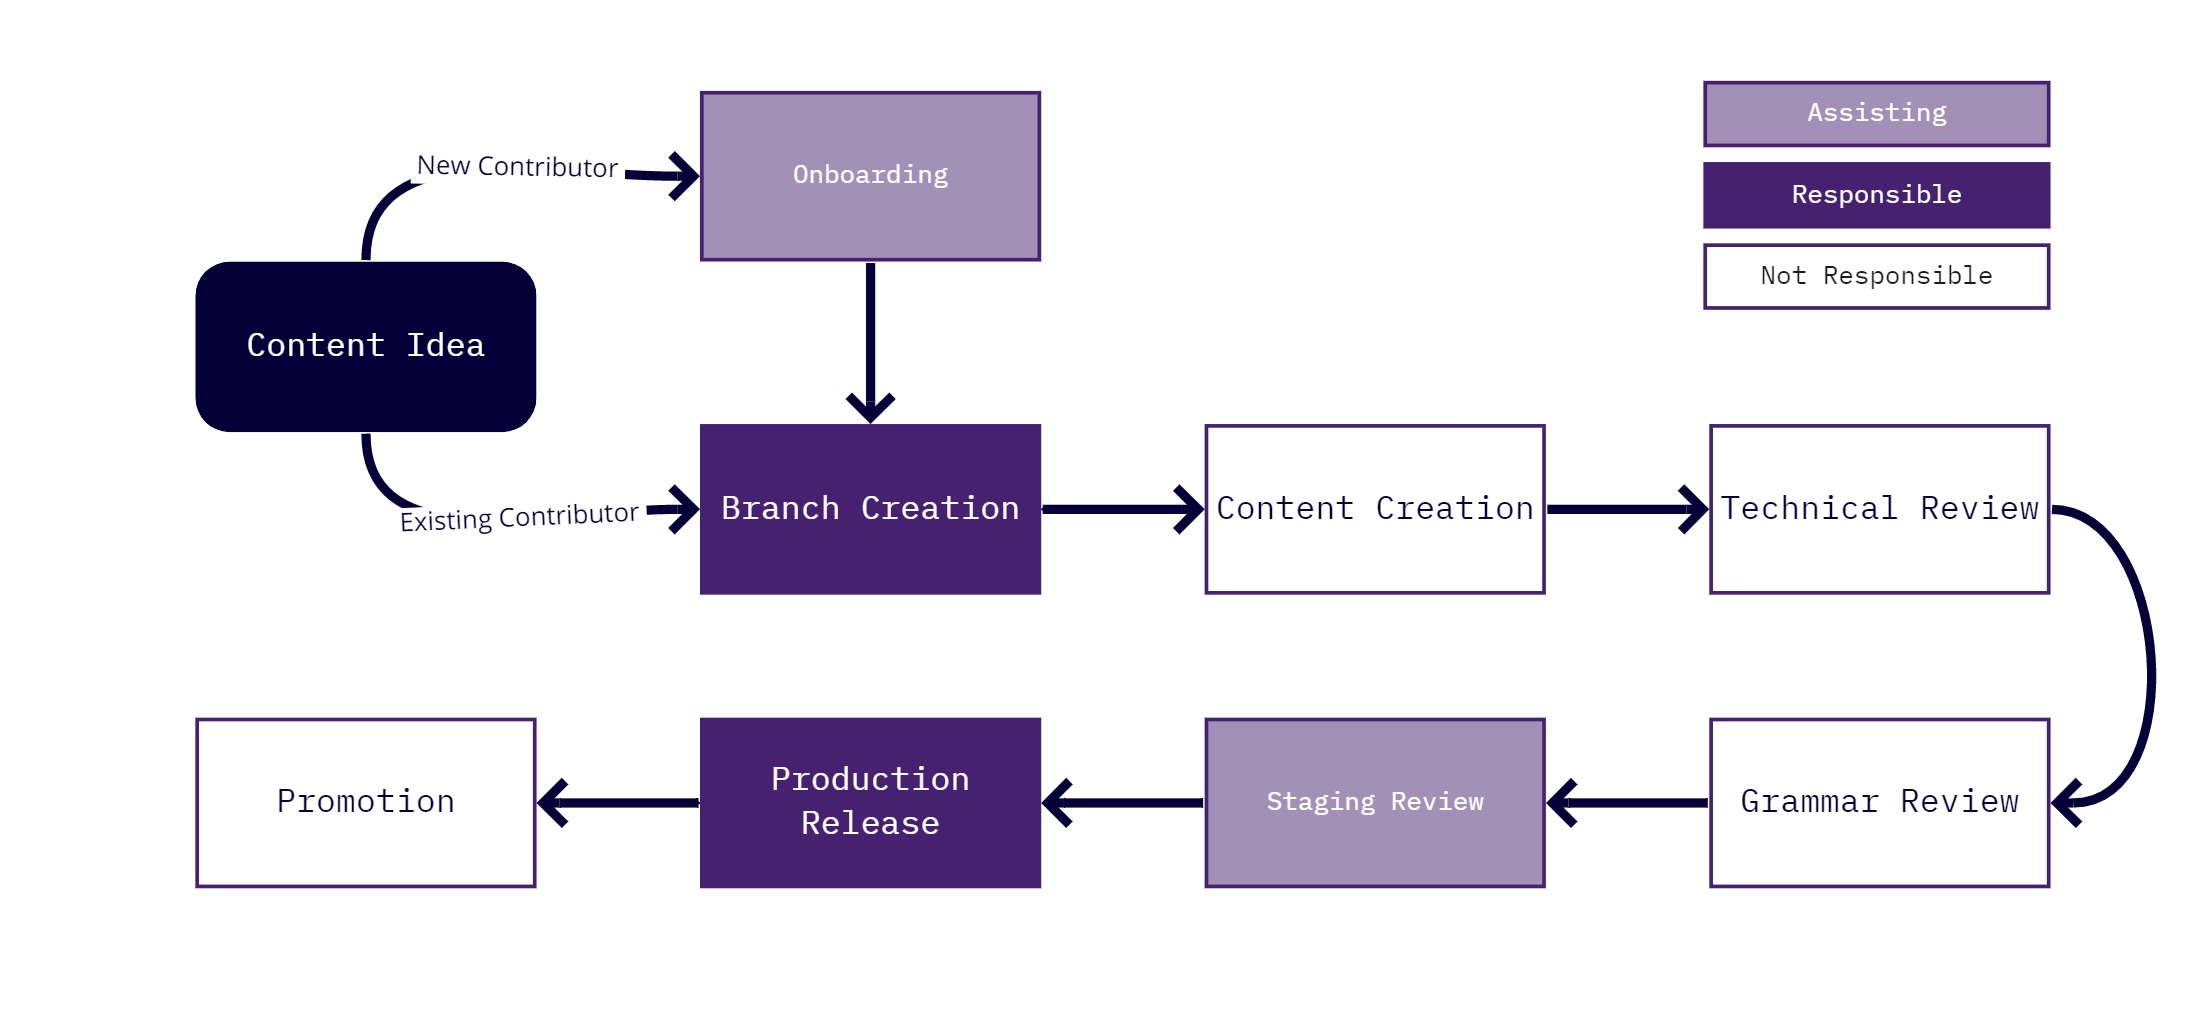 Assisting
New Contributor
Onboarding
Responsible
Not Responsible
Content Idea
Existing Contributor
Branch Creation
Content Creation
Technical Review
Promotion
Production
Release
Staging Review
Grammar Review